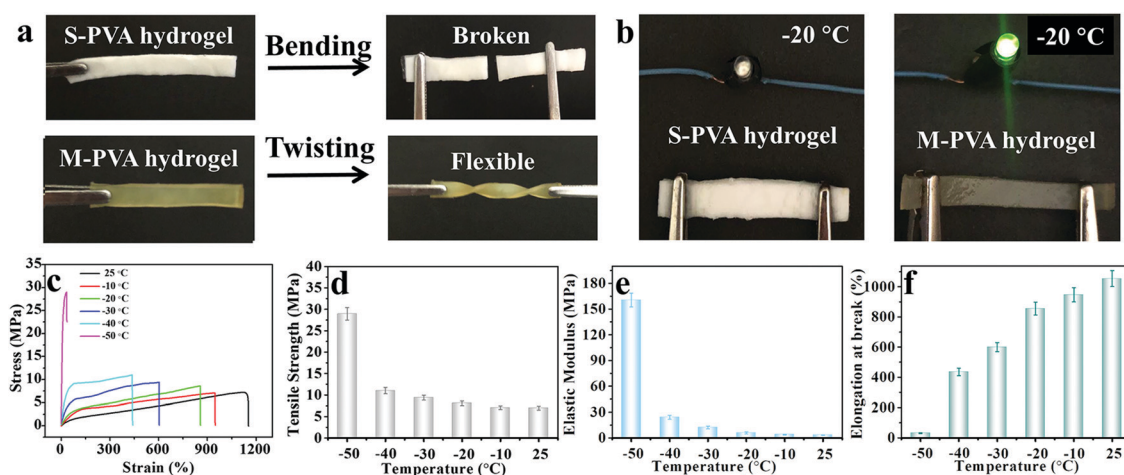 a
S-PVA hydrogel
Bending
Broken
M-PVA hydrogel
Twisting
Flexible
b
-20 °C
S-PVA hydrogel
-20 °C
M-PVA hydrogel
c
Stress (MPa)
35
30
25
20
15
10
5
0
25 °C
-10 °C
-20 °C
-30 °C
-40 °C
-50 °C
0 300 600 900 1200
Strain (%)
d
Tensile Strength (MPa)
40
35
30
25
20
15
10
5
0
-50 -40 -30 -20 -10 25
Temperature (°C)
e
Elastic Modulus (MPa)
180
150
120
90
60
30
0
-50 -40 -30 -20 -10 25
Temperature (°C)
f
Elongation at break (%)
1000
800
600
400
200
0
-50 -40 -30 -20 -10 25
Temperature (°C)